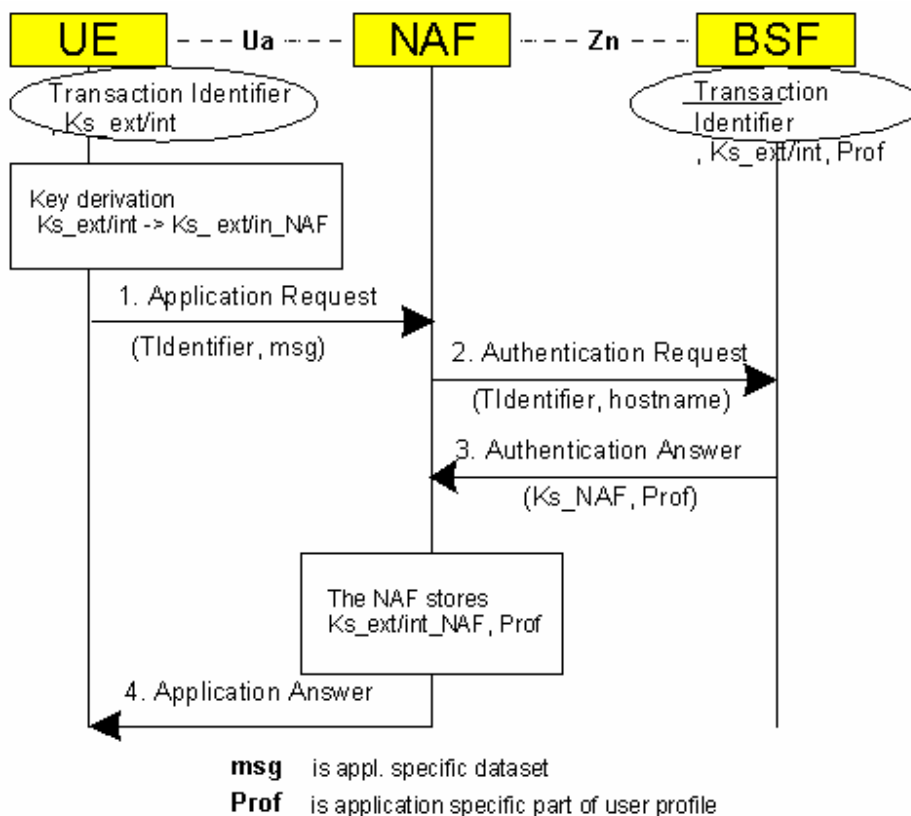 UE
Ua
NAF
Zn
BSF
Transaction Identifier
, Ks_ext/int
Transaction
Identifier
, Ks_ext/int, Prof
Key derivation
Ks_ext/int -> Ks_ ext/in_NAF
1. Application Request
(TIdentifier, msg)
2. Authentication Request
(TIdentifier, hostname)
3. Authentication Answer
(Ks_NAF, Prof)
The NAF stores
Ks_ext/int_NAF, Prof
4. Application Answer
msg is appl. specific dataset
Prof is application specific part of user profile